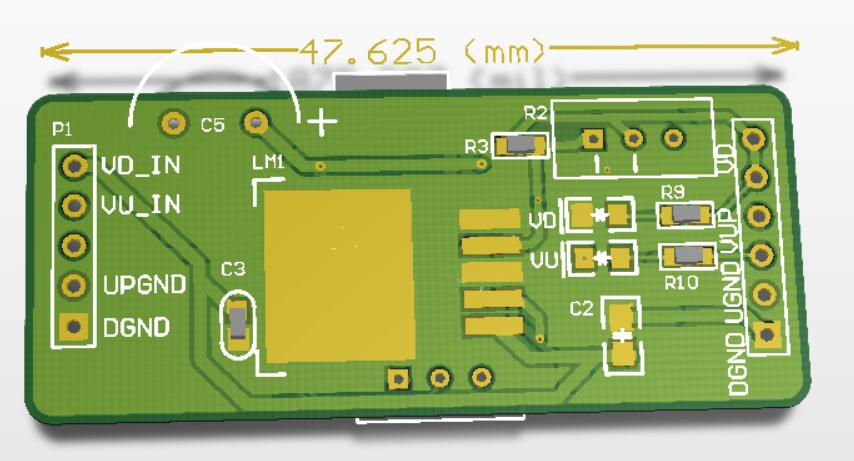 47.625 (mm)
(mil)
P1
C5
+
R2
R3
VD_IN
LM1
VD
VU_IN
R9
VD
VUP
C3
VU
UPGND
R10
UGND
C2
DGND
DGND